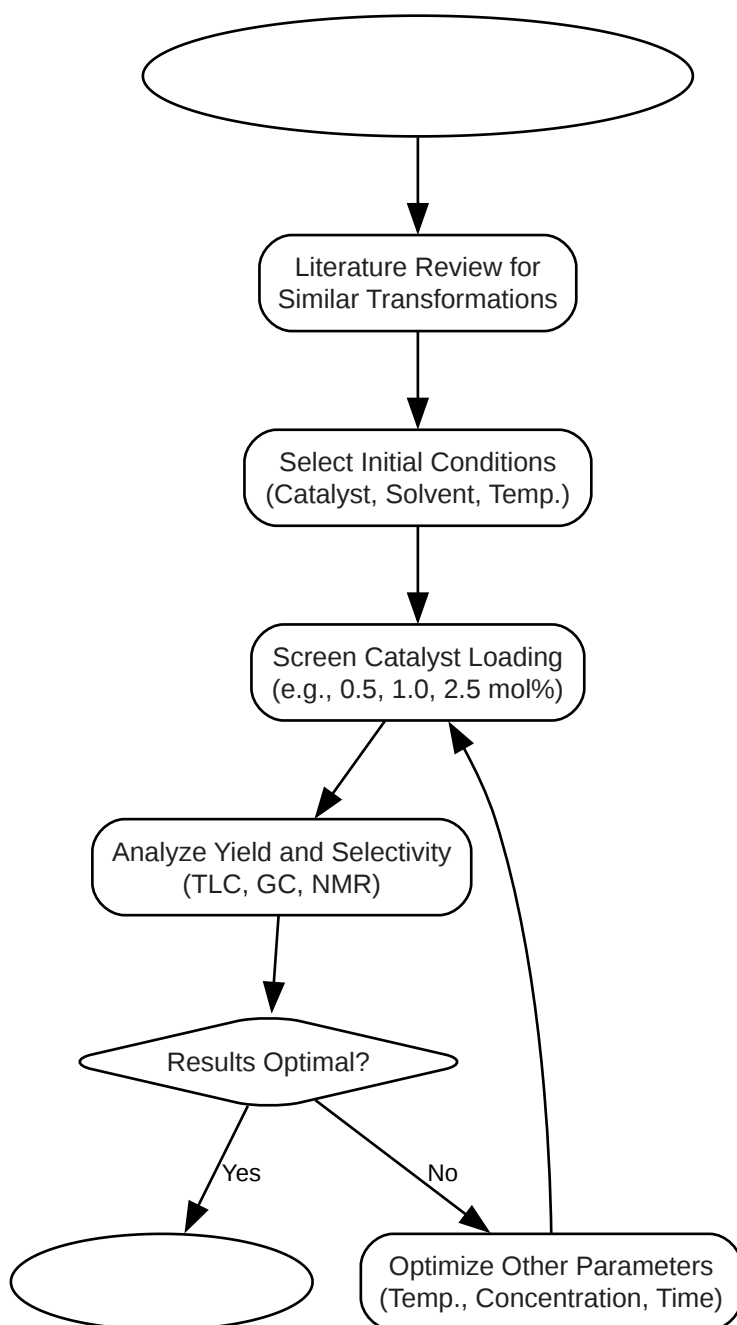 Literature Review for
Similar Transformations
Select Initial Conditions
(Catalyst, Solvent, Temp.)
Screen Catalyst Loading
(e.g., 0.5, 1.0, 2.5 mol%)
Analyze Yield and Selectivity
(TLC, GC, NMR)
Results Optimal?
Yes
No
Optimize Other Parameters
(Temp., Concentration, Time)